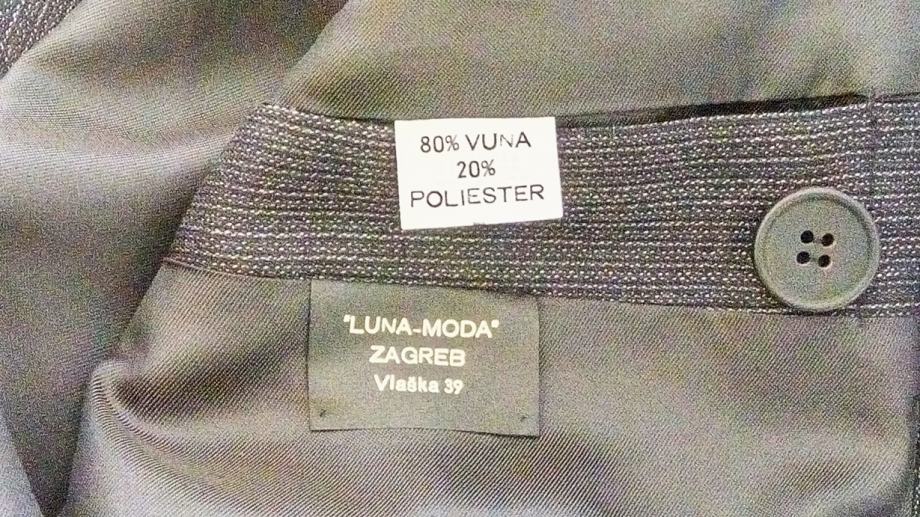 80% VUNA
20%
POLIESTER
"LUNA-MODA"
ZAGREB
Vlaška 39